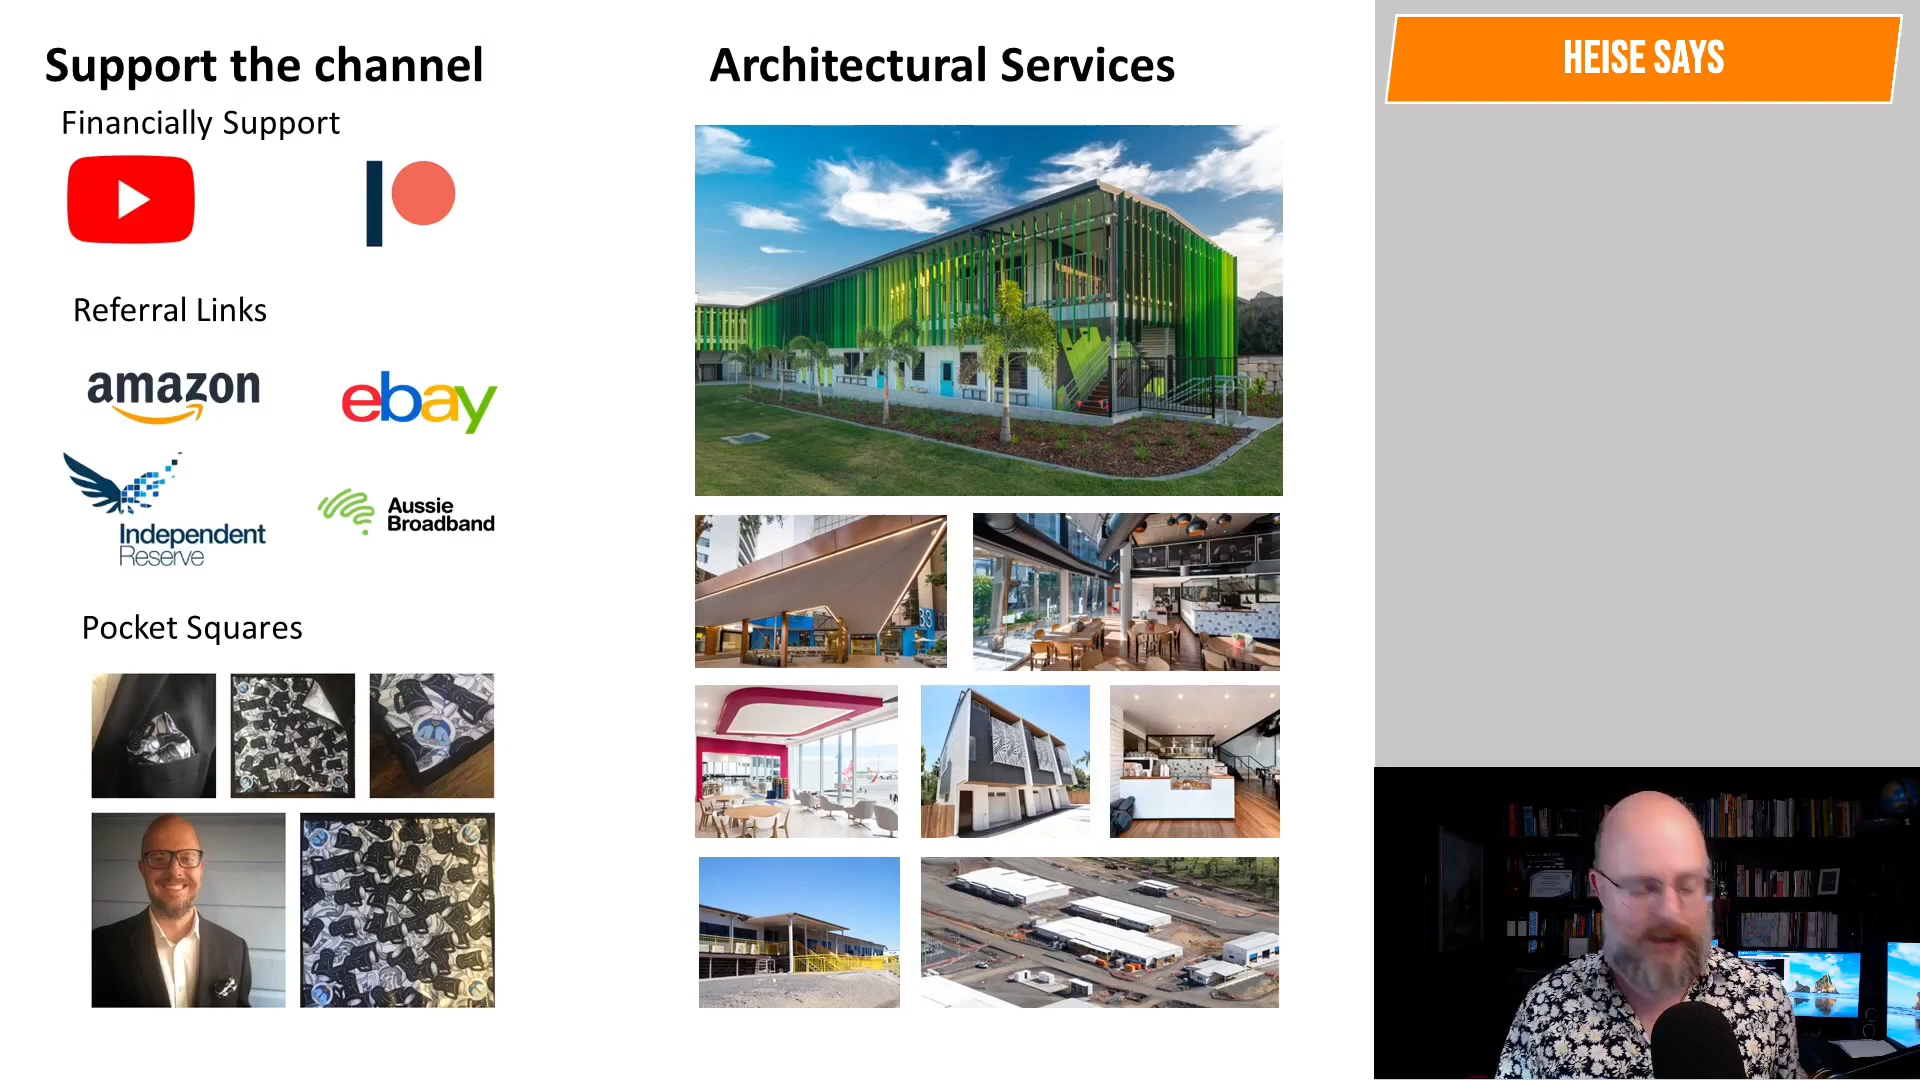 Support the channel
Financially Support
Referral Links
amazon
ebay
Independent
Reserve
Aussie
Broadband
Pocket Squares
Architectural Services
33
HEISE SAYS